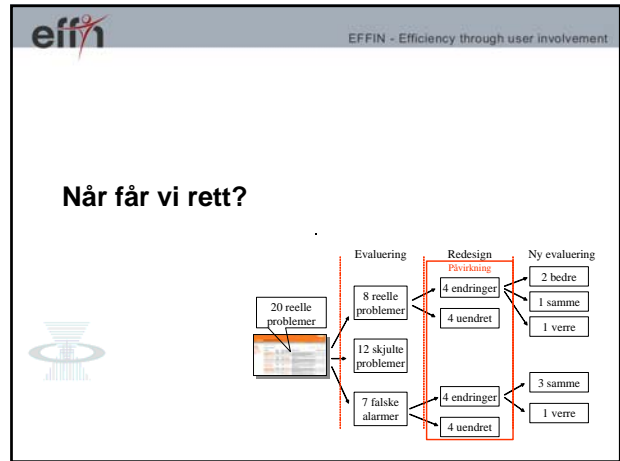 effin
EFFIN - Efficiency through user involvement
Når får vi rett?
Evaluering
Redesign
Ny evaluering
Påvirkning
20 reelle
problemer
8 reelle
problemer
12 skjulte
problemer
7 falske
alarmer
4 endringer
4 uendret
4 endringer
4 uendret
2 bedre
1 samme
1 verre
3 samme
1 verre